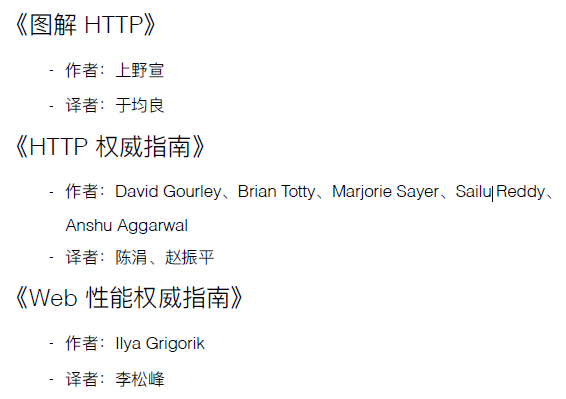 《图解 HTTP》
- 作者：上野宣
- 译者：于均良
《HTTP 权威指南》
- 作者：David Gourley、Brian Totty、Marjorie Sayer、Sailu Reddy、
Anshu Aggarwal
- 译者：陈涓、赵振平
《Web 性能权威指南》
- 作者：Ilya Grigorik
- 译者：李松峰